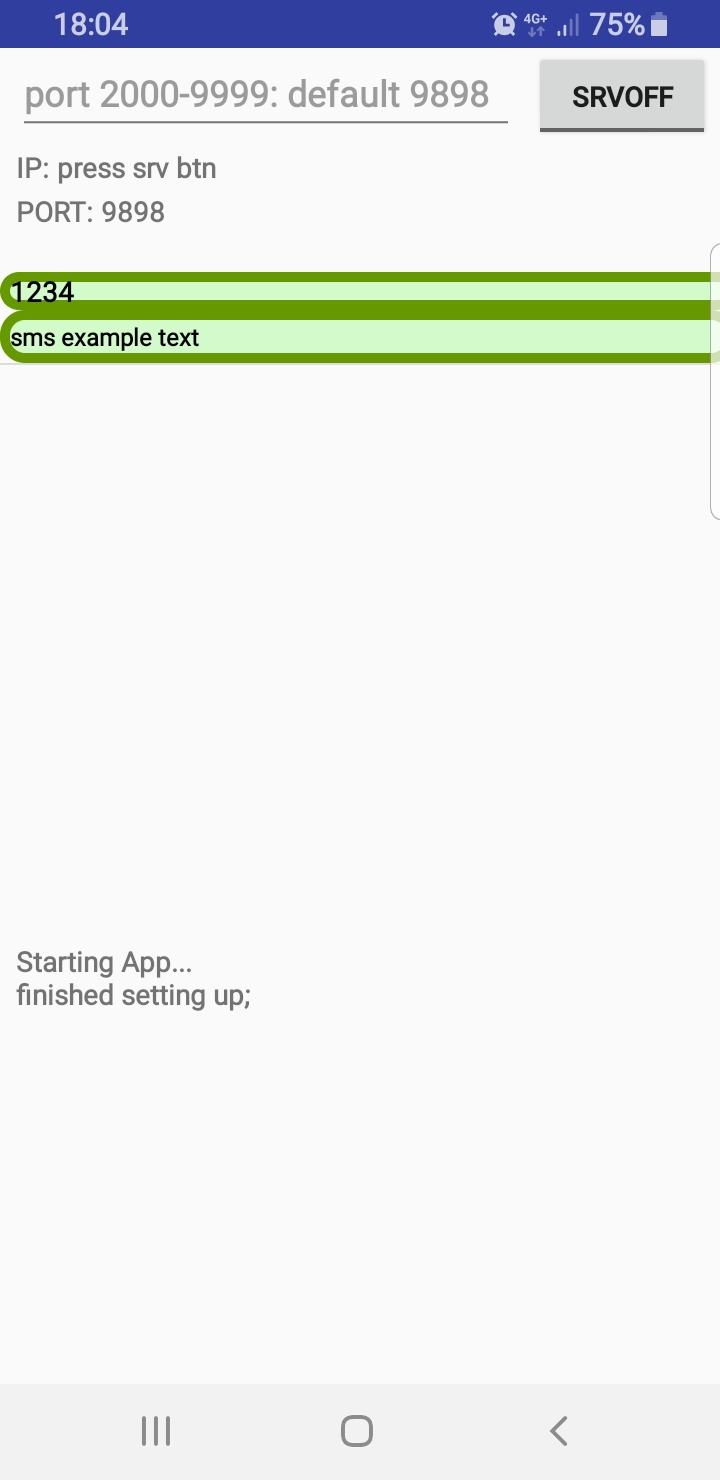 18:04 4G+ 75%
port 2000-9999: default 9898 SRVOFF
IP: press srv btn
PORT: 9898
1234
sms example text
Starting App...
finished setting up;